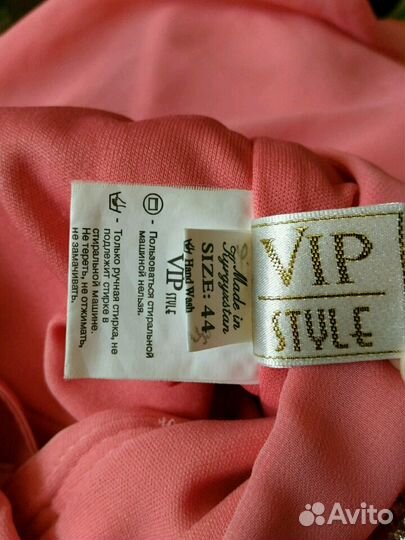 VIP
STYLE
Made in
Kyrgyzstan
SIZE: 44
Hand Wash
VIP
STYLE
- Пользоваться стиральной
машиной нельзя.
- Только ручная стирка, не
подлежит стирке в
стиральной машине.
Не тереть, не отжимать,
не замачивать.
Avito